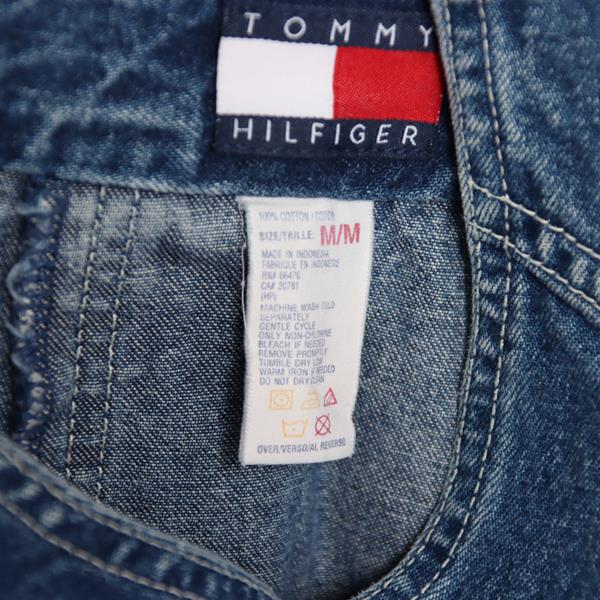 TOMMY
HILFIGER
100% COTTON / COTON
SIZE/TAILLE: M/M
MADE IN INDONESIA
FABRIQUE EN INDONESIE
RN# 66476
CA# 20781
(HP)
MACHINE WASH COLD
SEPARATELY
GENTLE CYCLE
ONLY NON-CHLORINE
BLEACH IF NEEDED
REMOVE PROMPTLY
TUMBLE DRY LOW
WARM IRON IF NEEDED
DO NOT DRY CLEAN
OVER/VERSO/AL REVERSO